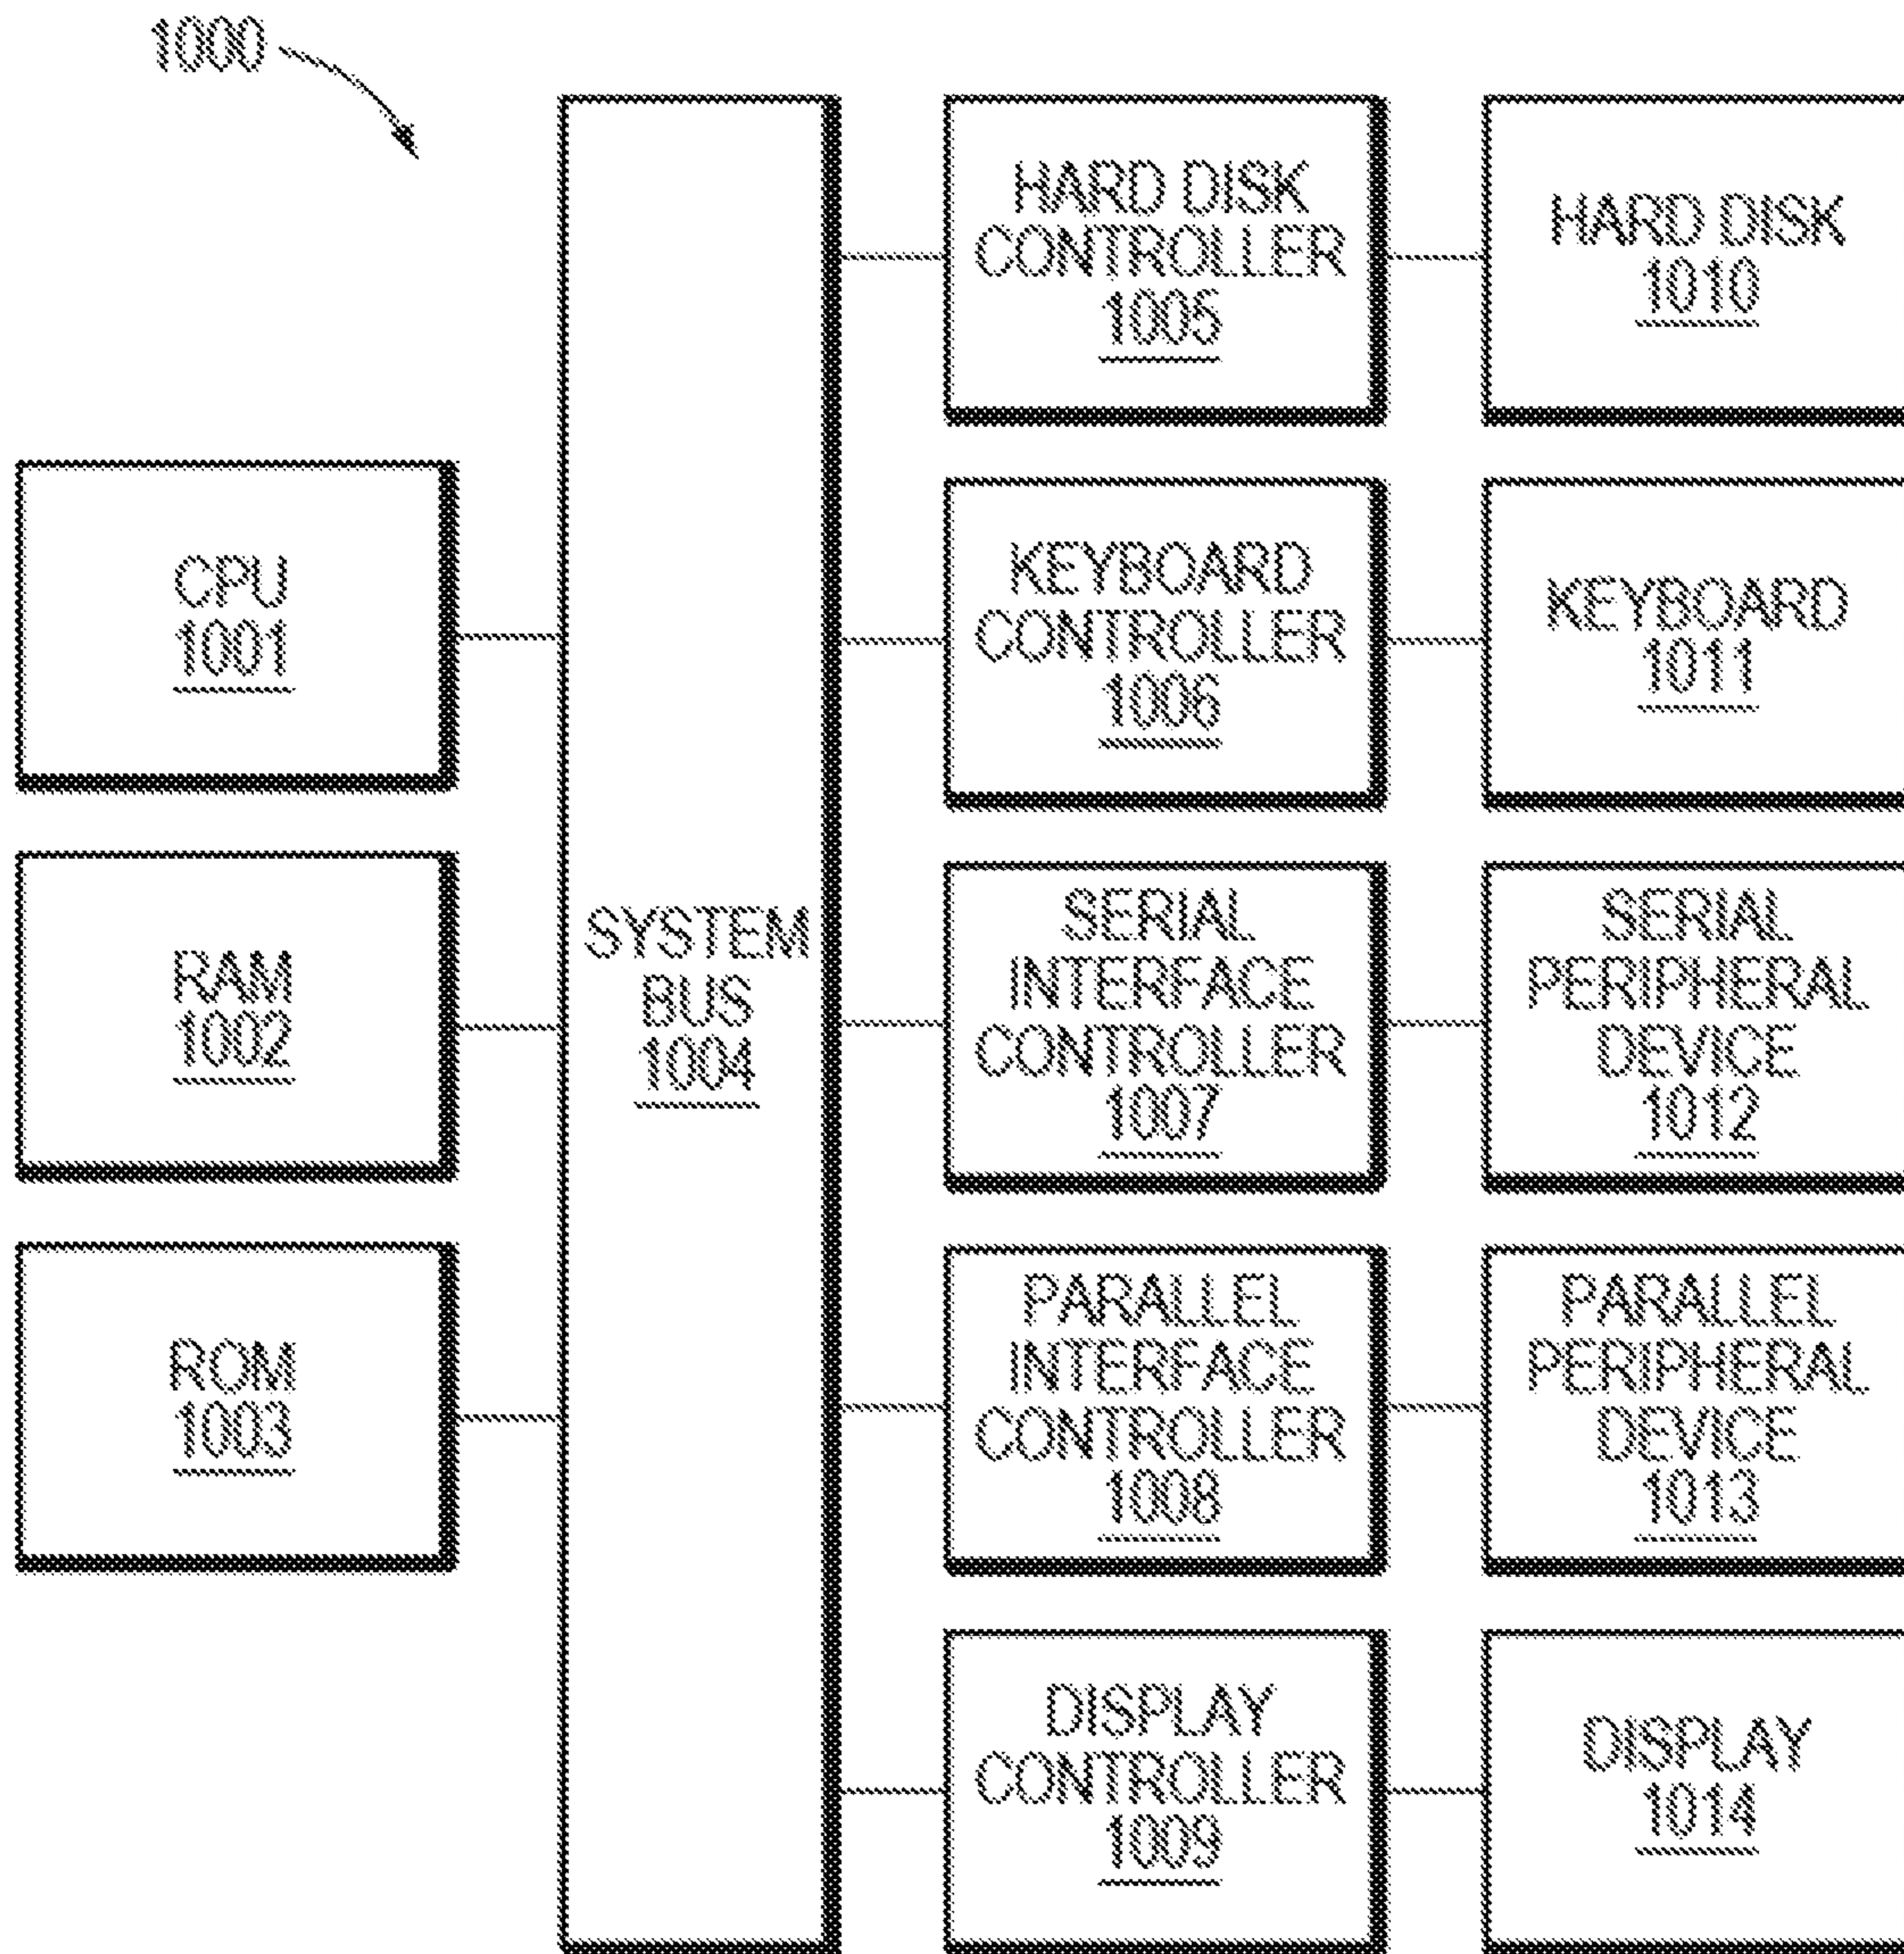 1000
CPU
1001
RAM
1002
ROM
1003
SYSTEM
BUS
1004
HARD DISK
CONTROLLER
1005
HARD DISK
1010
KEYBOARD
CONTROLLER
1006
KEYBOARD
1011
SERIAL
INTERFACE
CONTROLLER
1007
SERIAL
PERIPHERAL
DEVICE
1012
PARALLEL
INTERFACE
CONTROLLER
1008
PARALLEL
PERIPHERAL
DEVICE
1013
DISPLAY
CONTROLLER
1009
DISPLAY
1014